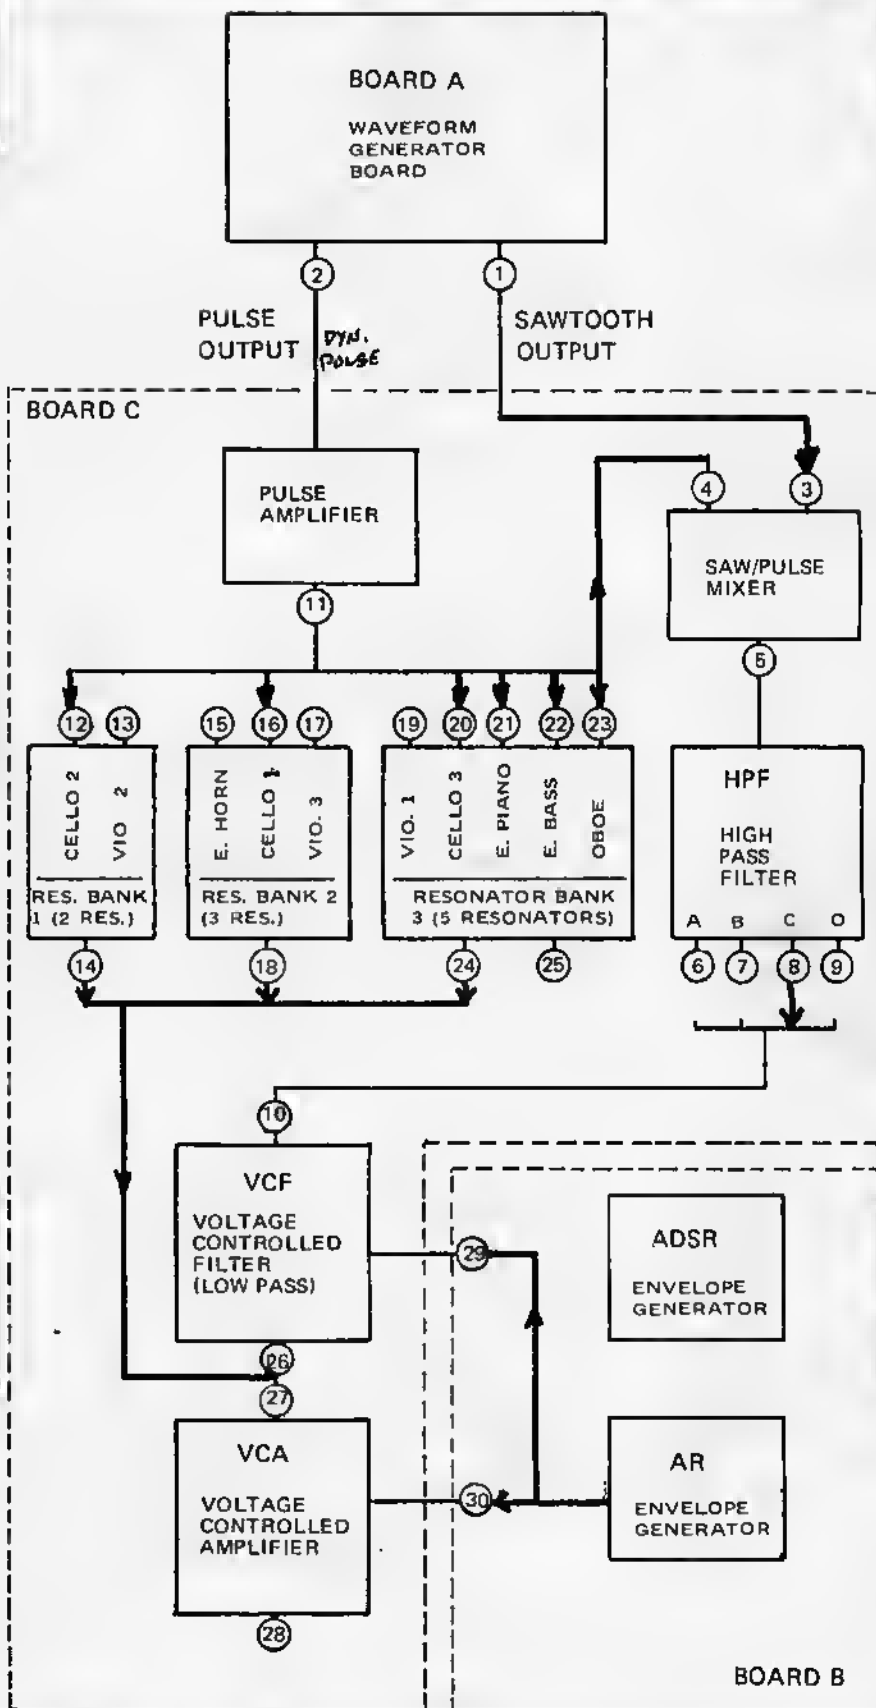 BOARD A
WAVEFORM
GENERATOR
BOARD
2
1
PULSE
OUTPUT
DYN.
PULSE
SAWTOOTH
OUTPUT
BOARD C
PULSE
AMPLIFIER
4
3
SAW/PULSE
MIXER
11
5
12
13
15
16
17
19
20
21
22
23
CELLO 2
VIO 2
E. HORN
CELLO 1
VIO. 3
VIO. 1
CELLO 3
E. PIANO
E. BASS
OBOE
RES. BANK
1 (2 RES.)
RES. BANK 2
(3 RES.)
RESONATOR BANK
3 (5 RESONATORS)
HPF
HIGH
PASS
FILTER
A B C O
14
18
24
25
6
7
8
9
10
VCF
VOLTAGE
CONTROLLED
FILTER
(LOW PASS)
29
ADSR
ENVELOPE
GENERATOR
26
27
VCA
VOLTAGE
CONTROLLED
AMPLIFIER
30
AR
ENVELOPE
GENERATOR
28
BOARD B